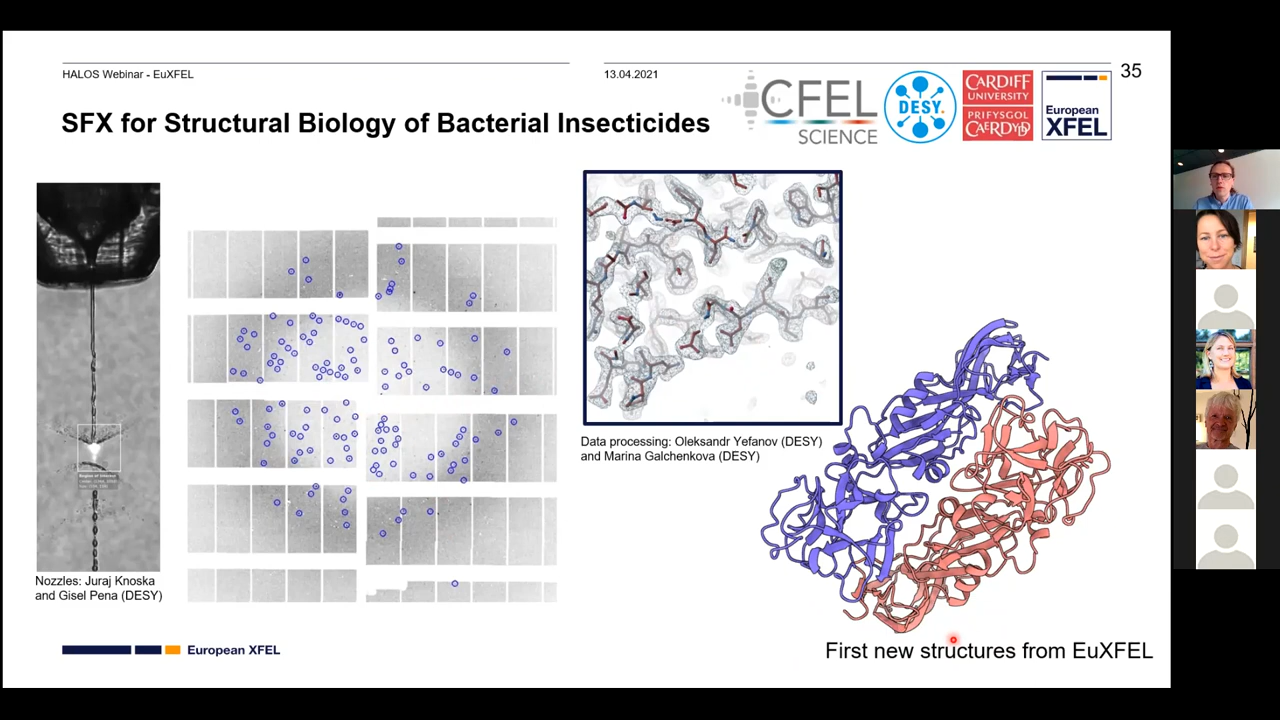 HALOS Webinar - EuXFEL
13.04.2021
35
SFX for Structural Biology of Bacterial Insecticides
CFEL
SCIENCE
DESY.
CARDIFF
UNIVERSITY
PRIFYSGOL
CAERDYDD
European
XFEL
Data processing: Oleksandr Yefanov (DESY)
and Marina Galchenkova (DESY)
Nozzles: Juraj Knoska
and Gisel Pena (DESY)
European XFEL
First new structures from EuXFEL